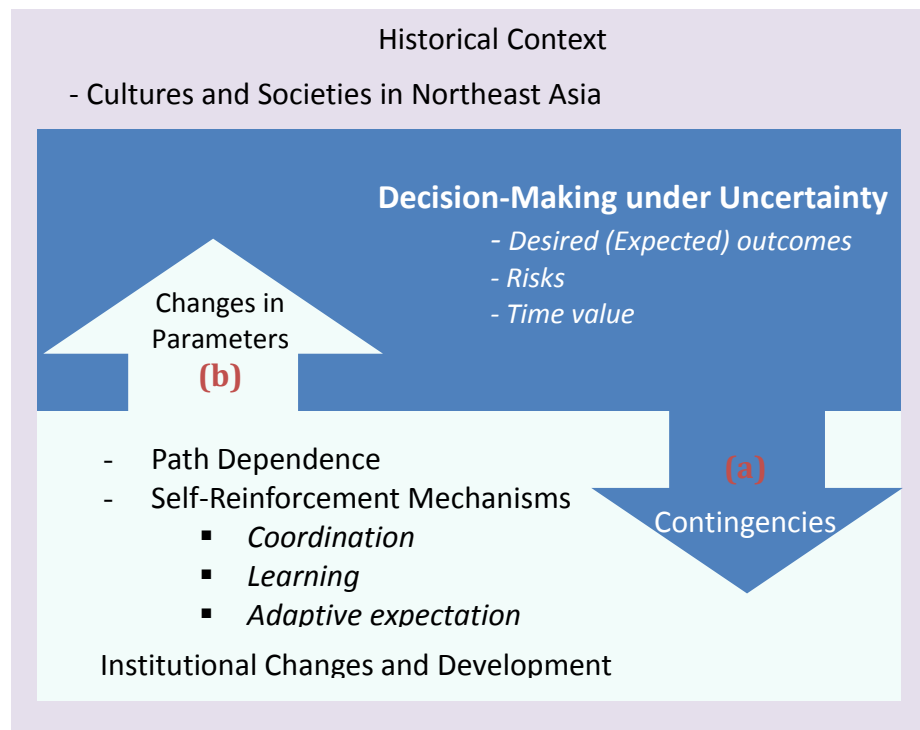 Historical Context
- Cultures and Societies in Northeast Asia
Decision-Making under Uncertainty
- Desired (Expected) outcomes
- Risks
- Time value
Changes in
Parameters
(b)
- Path Dependence
- Self-Reinforcement Mechanisms
▪ Coordination
▪ Learning
▪ Adaptive expectation
(a)
Contingencies
Institutional Changes and Development